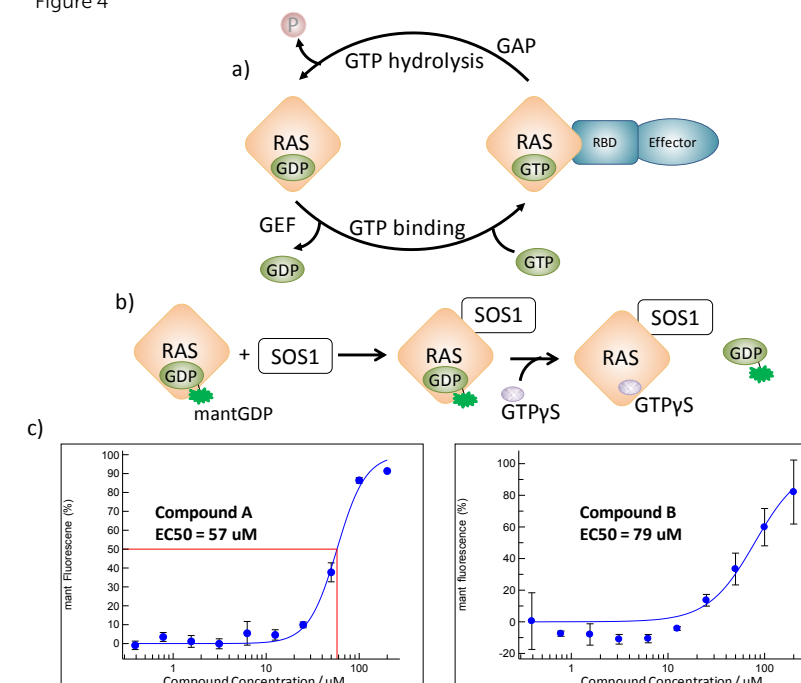 Figure 4
P
GAP
GTP hydrolysis
a)
RAS
GDP
RAS
GTP
RBD
Effector
GEF
GTP binding
GDP
GTP
b)
RAS
GDP
mantGDP
+
SOS1
SOS1
RAS
GDP
GTPγS
SOS1
RAS
GTPγS
GDP
c)
mant Fluorescene (%)
100
90
80
70
60
50
40
30
20
10
0
Compound A
EC50 = 57 uM
1
10
100
Compound Concentration / uM
mant fluorescence (%)
100
80
60
40
20
0
-20
Compound B
EC50 = 79 uM
1
10
100
Compound Concentration / uM